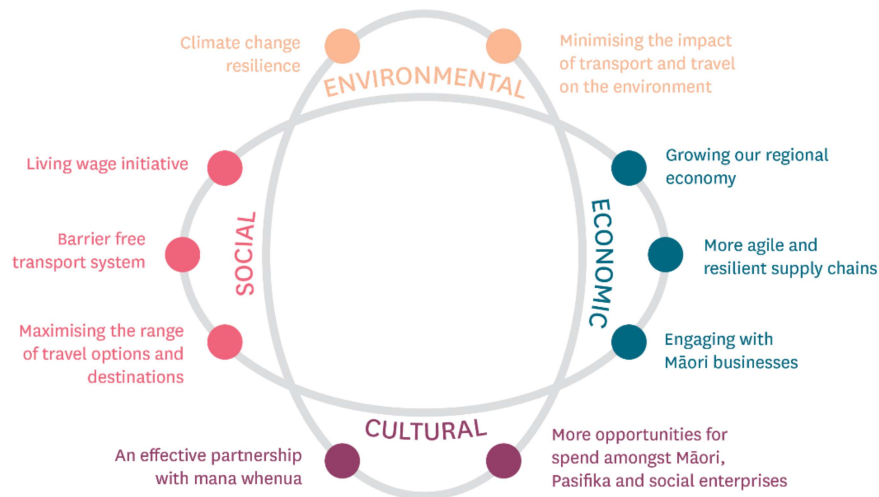 Climate change
resilience
ENVIRONMENTAL
Minimising the impact
of transport and travel
on the environment
Living wage initiative
Barrier free
transport system
Maximising the range
of travel options and
destinations
SOCIAL
ECONOMIC
Growing our regional
economy
More agile and
resilient supply chains
Engaging with
Māori businesses
CULTURAL
An effective partnership
with mana whenua
More opportunities for
spend amongst Māori,
Pasifika and social enterprises